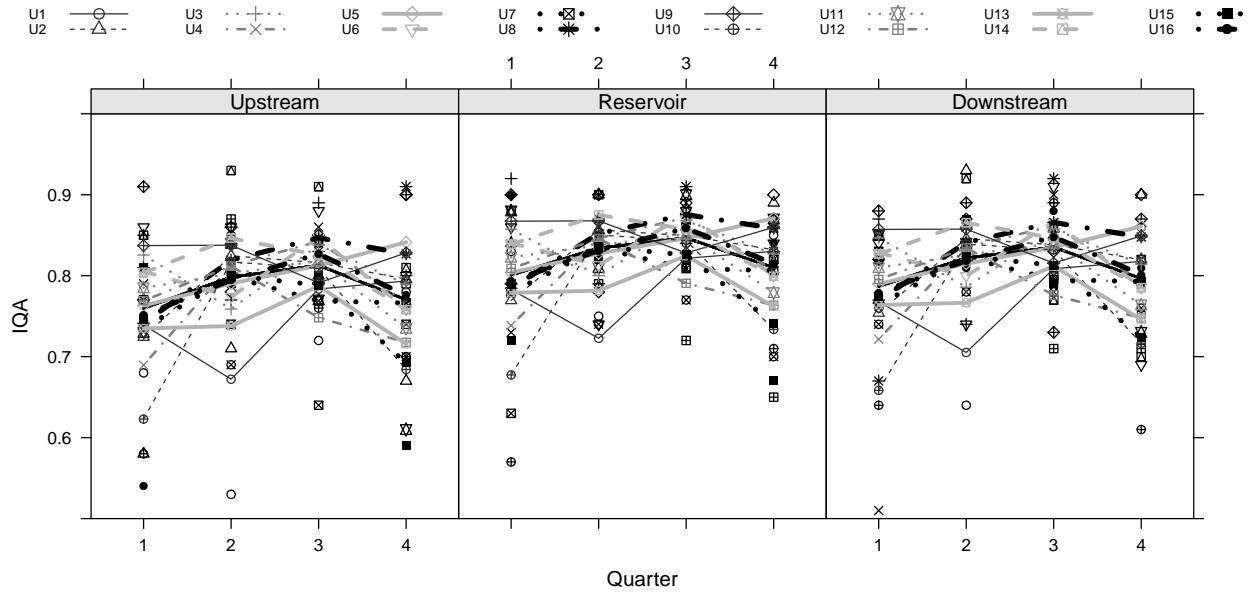 U1 U3 U5 U7 U9 U11 U13 U15
U2 U4 U6 U8 U10 U12 U14 U16
1 2 3 4
Upstream Reservoir Downstream
0.9
0.8
0.7
0.6
IQA
1 2 3 4 1 2 3 4
Quarter